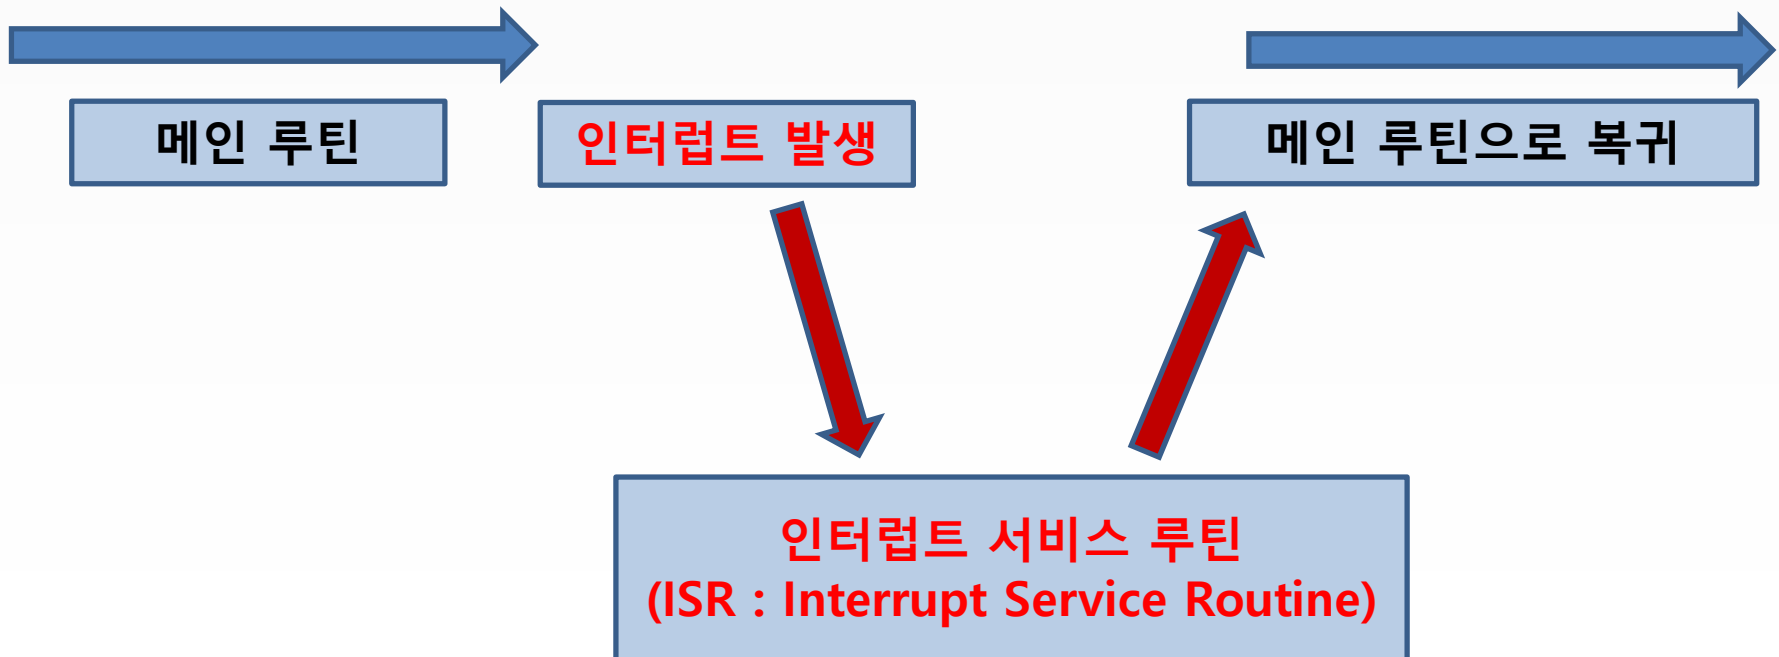 메인 루틴
인터럽트 발생
메인 루틴으로 복귀
인터럽트 서비스 루틴
(ISR : Interrupt Service Routine)